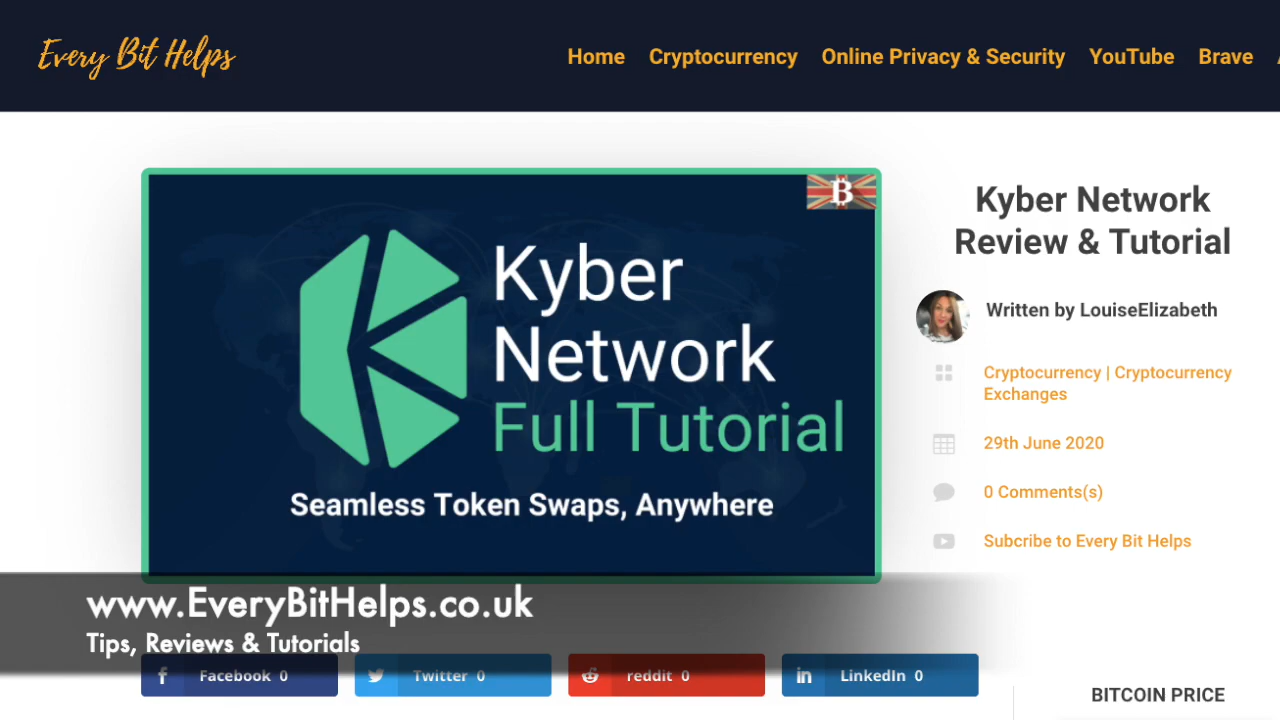 Every Bit Helps
Home Cryptocurrency Online Privacy & Security YouTube Brave
B
Kyber
Network
Full Tutorial
Seamless Token Swaps, Anywhere
Kyber Network
Review & Tutorial
Written by LouiseElizabeth
Cryptocurrency | Cryptocurrency
Exchanges
29th June 2020
0 Comments(s)
Subcribe to Every Bit Helps
www.EveryBitHelps.co.uk
Tips, Reviews & Tutorials
f Facebook 0 Twitter 0 reddit 0 in LinkedIn 0
BITCOIN PRICE